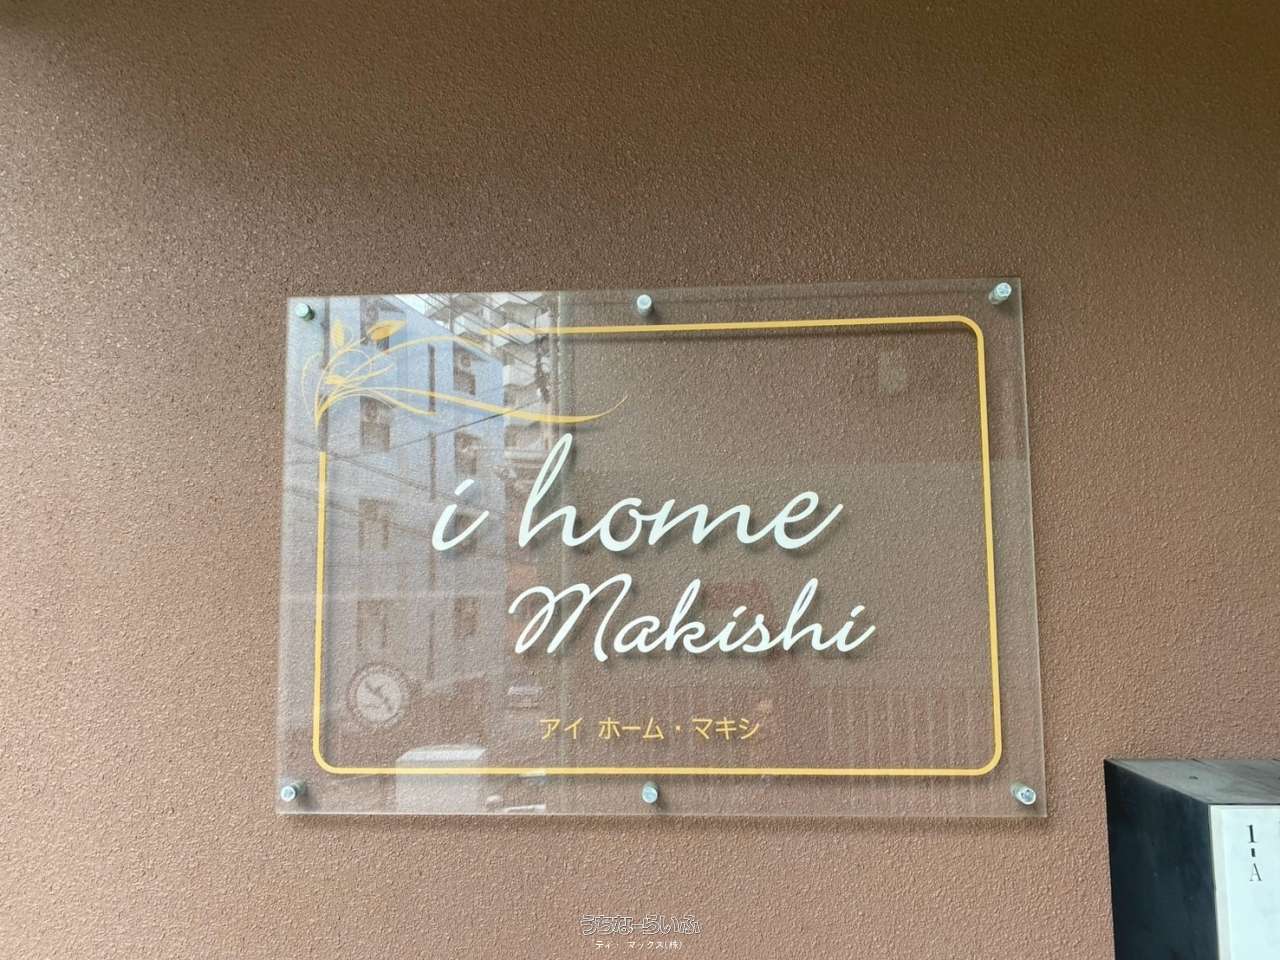 i home
Makishi
アイ ホーム・マキシ
1-A
うちなーらいふ
ティ・マックス(株)